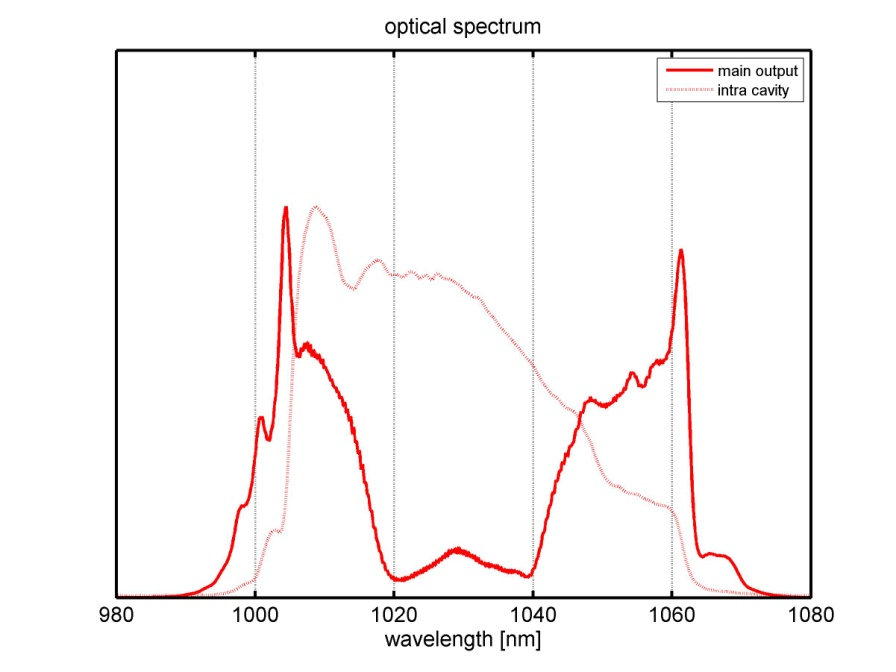 optical spectrum
main output
intra cavity
980 1000 1020 1040 1060 1080
wavelength [nm]